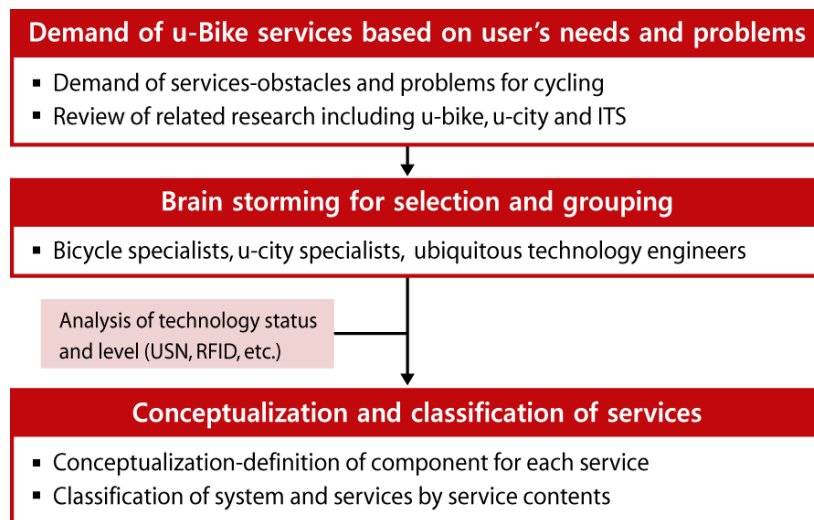 Demand of u-Bike services based on user's needs and problems
▪ Demand of services-obstacles and problems for cycling
▪ Review of related research including u-bike, u-city and ITS
Brain storming for selection and grouping
▪ Bicycle specialists, u-city specialists, ubiquitous technology engineers
Analysis of technology status
and level (USN, RFID, etc.)
Conceptualization and classification of services
▪ Conceptualization-definition of component for each service
▪ Classification of system and services by service contents